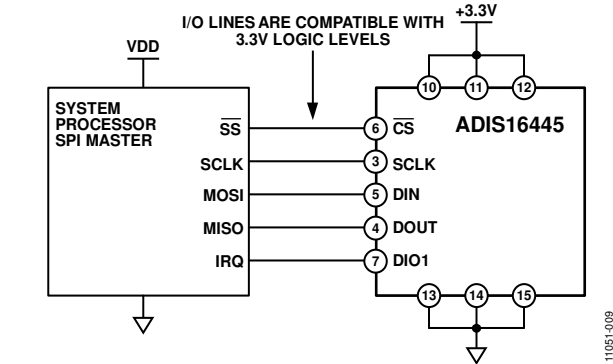 I/O LINES ARE COMPATIBLE WITH
3.3V LOGIC LEVELS
+3.3V
VDD
10 11 12
SYSTEM
PROCESSOR
SPI MASTER
ADIS16445
SS 6 CS
SCLK 3 SCLK
MOSI 5 DIN
MISO 4 DOUT
IRQ 7 DIO1
13 14 15
11051-009